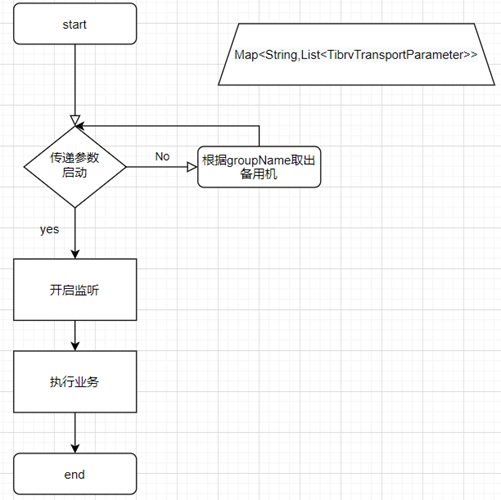 start
Map<String,List<TibrvTransportParameter>>
传递参数
启动
No
根据groupName取出
备用机
yes
开启监听
执行业务
end